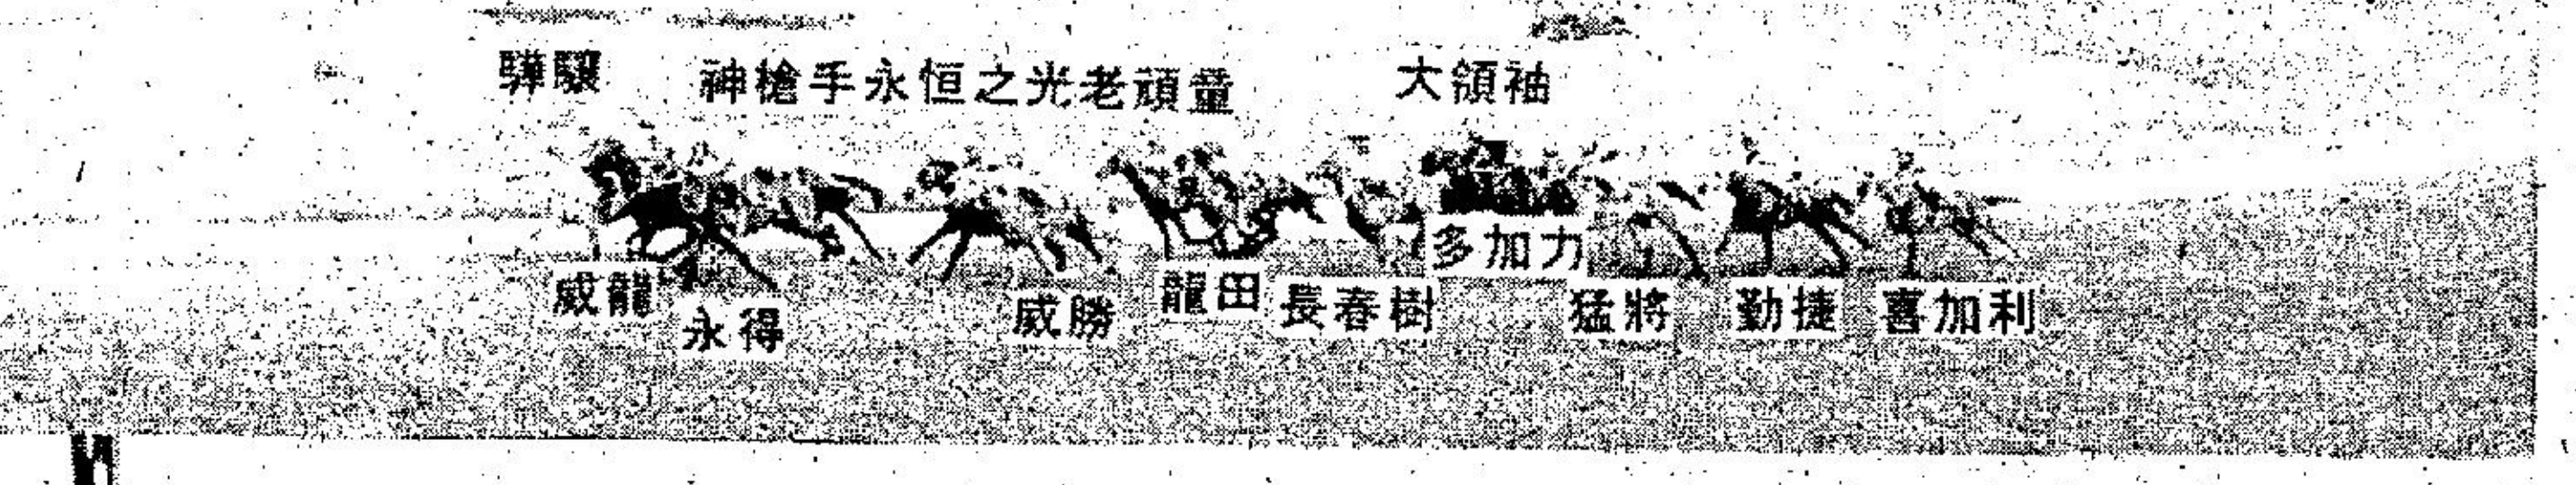 驊驤 神槍手 永恒之光 老頑童 大領袖
多加力
威龍 永得 威勝 龍田 長春樹 猛將 勤捷 喜加利